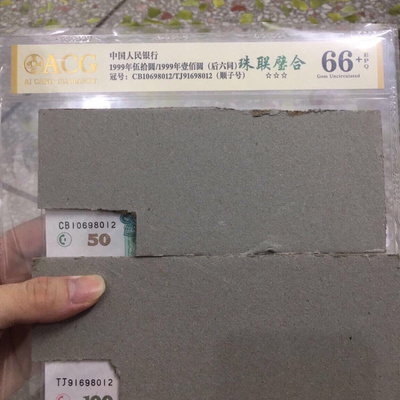 ACG
中国人民银行
1999年伍拾圆/1999年壹佰圆 (后六同)
冠号: CB10698012/TJ91698012 (顺子号)
珠联璧合
☆☆☆
66+
EPQ
Gem Uncirculated
CB10698012
50
TJ91698012
100